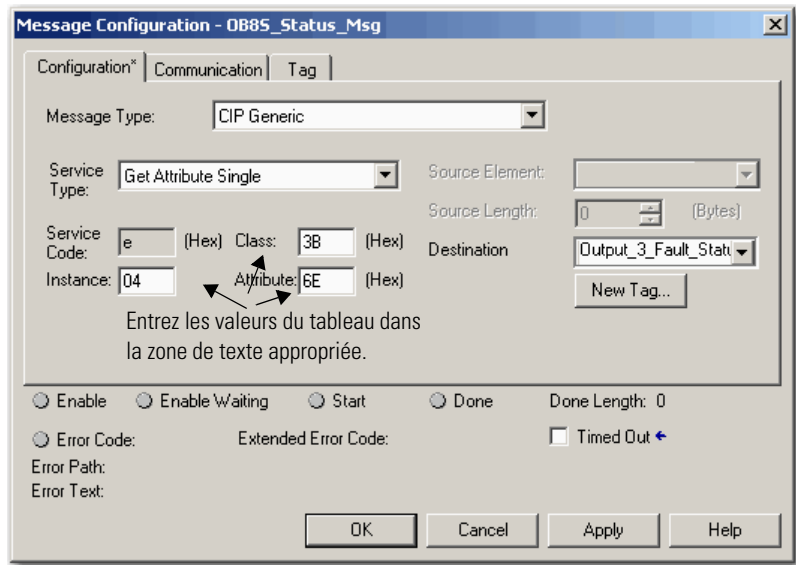 Message Configuration - OB8S_Status_Msg
Configuration* Communication Tag
Message Type: CIP Generic
Service Type: Get Attribute Single Source Element:
Source Length: 0 (Bytes)
Service Code: e (Hex) Class: 3B (Hex) Destination Output_3_Fault_Statu
Instance: 04 Attribute: 6E (Hex) New Tag...
Entrez les valeurs du tableau dans
la zone de texte appropriée.
Enable Enable Waiting Start Done Done Length: 0
Error Code: Extended Error Code: Timed Out
Error Path:
Error Text:
OK Cancel Apply Help